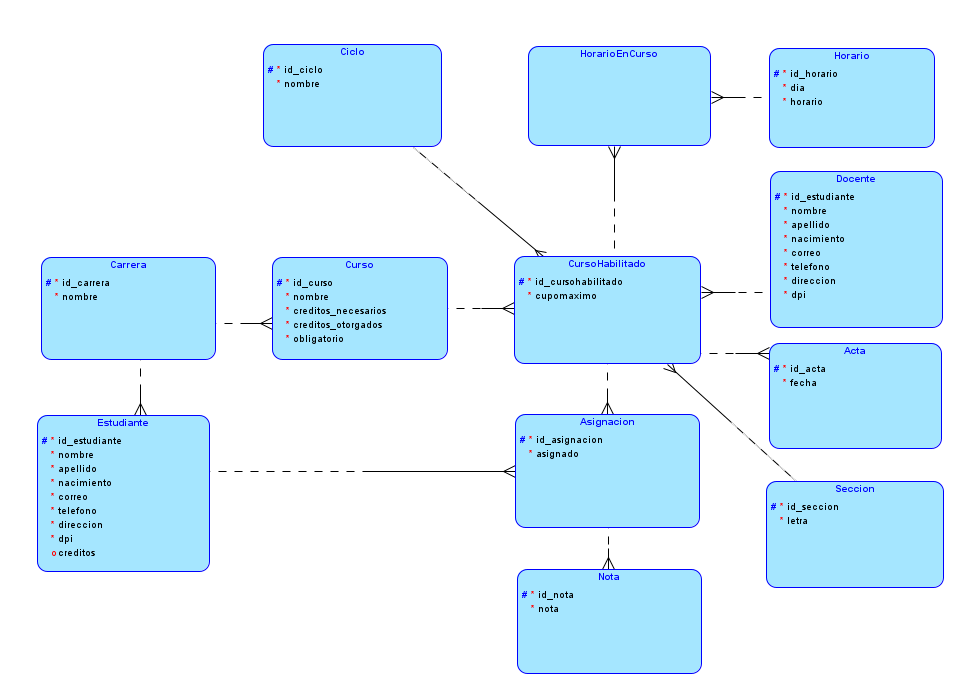 Ciclo
# * id_ciclo
* nombre
HorarioEnCurso
Horario
# * id_horario
* dia
* horario
Docente
# * id_estudiante
* nombre
* apellido
* nacimiento
* correo
* telefono
* direccion
* dpi
Carrera
# * id_carrera
* nombre
Curso
# * id_curso
* nombre
* creditos_necesarios
* creditos_otorgados
* obligatorio
CursoHabilitado
# * id_cursohabilitado
* cupomaximo
Acta
# * id_acta
* fecha
Estudiante
# * id_estudiante
* nombre
* apellido
* nacimiento
* correo
* telefono
* direccion
* dpi
o creditos
Asignacion
# * id_asignacion
* asignado
Seccion
# * id_seccion
* letra
Nota
# * id_nota
* nota